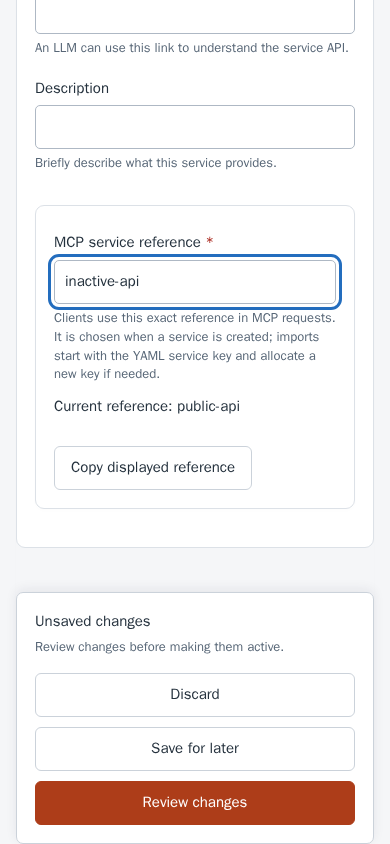 An LLM can use this link to understand the service API.
Description
Briefly describe what this service provides.
MCP service reference *
inactive-api
Clients use this exact reference in MCP requests.
It is chosen when a service is created; imports
start with the YAML service key and allocate a
new key if needed.
Current reference: public-api
Copy displayed reference
Unsaved changes
Review changes before making them active.
Discard
Save for later
Review changes